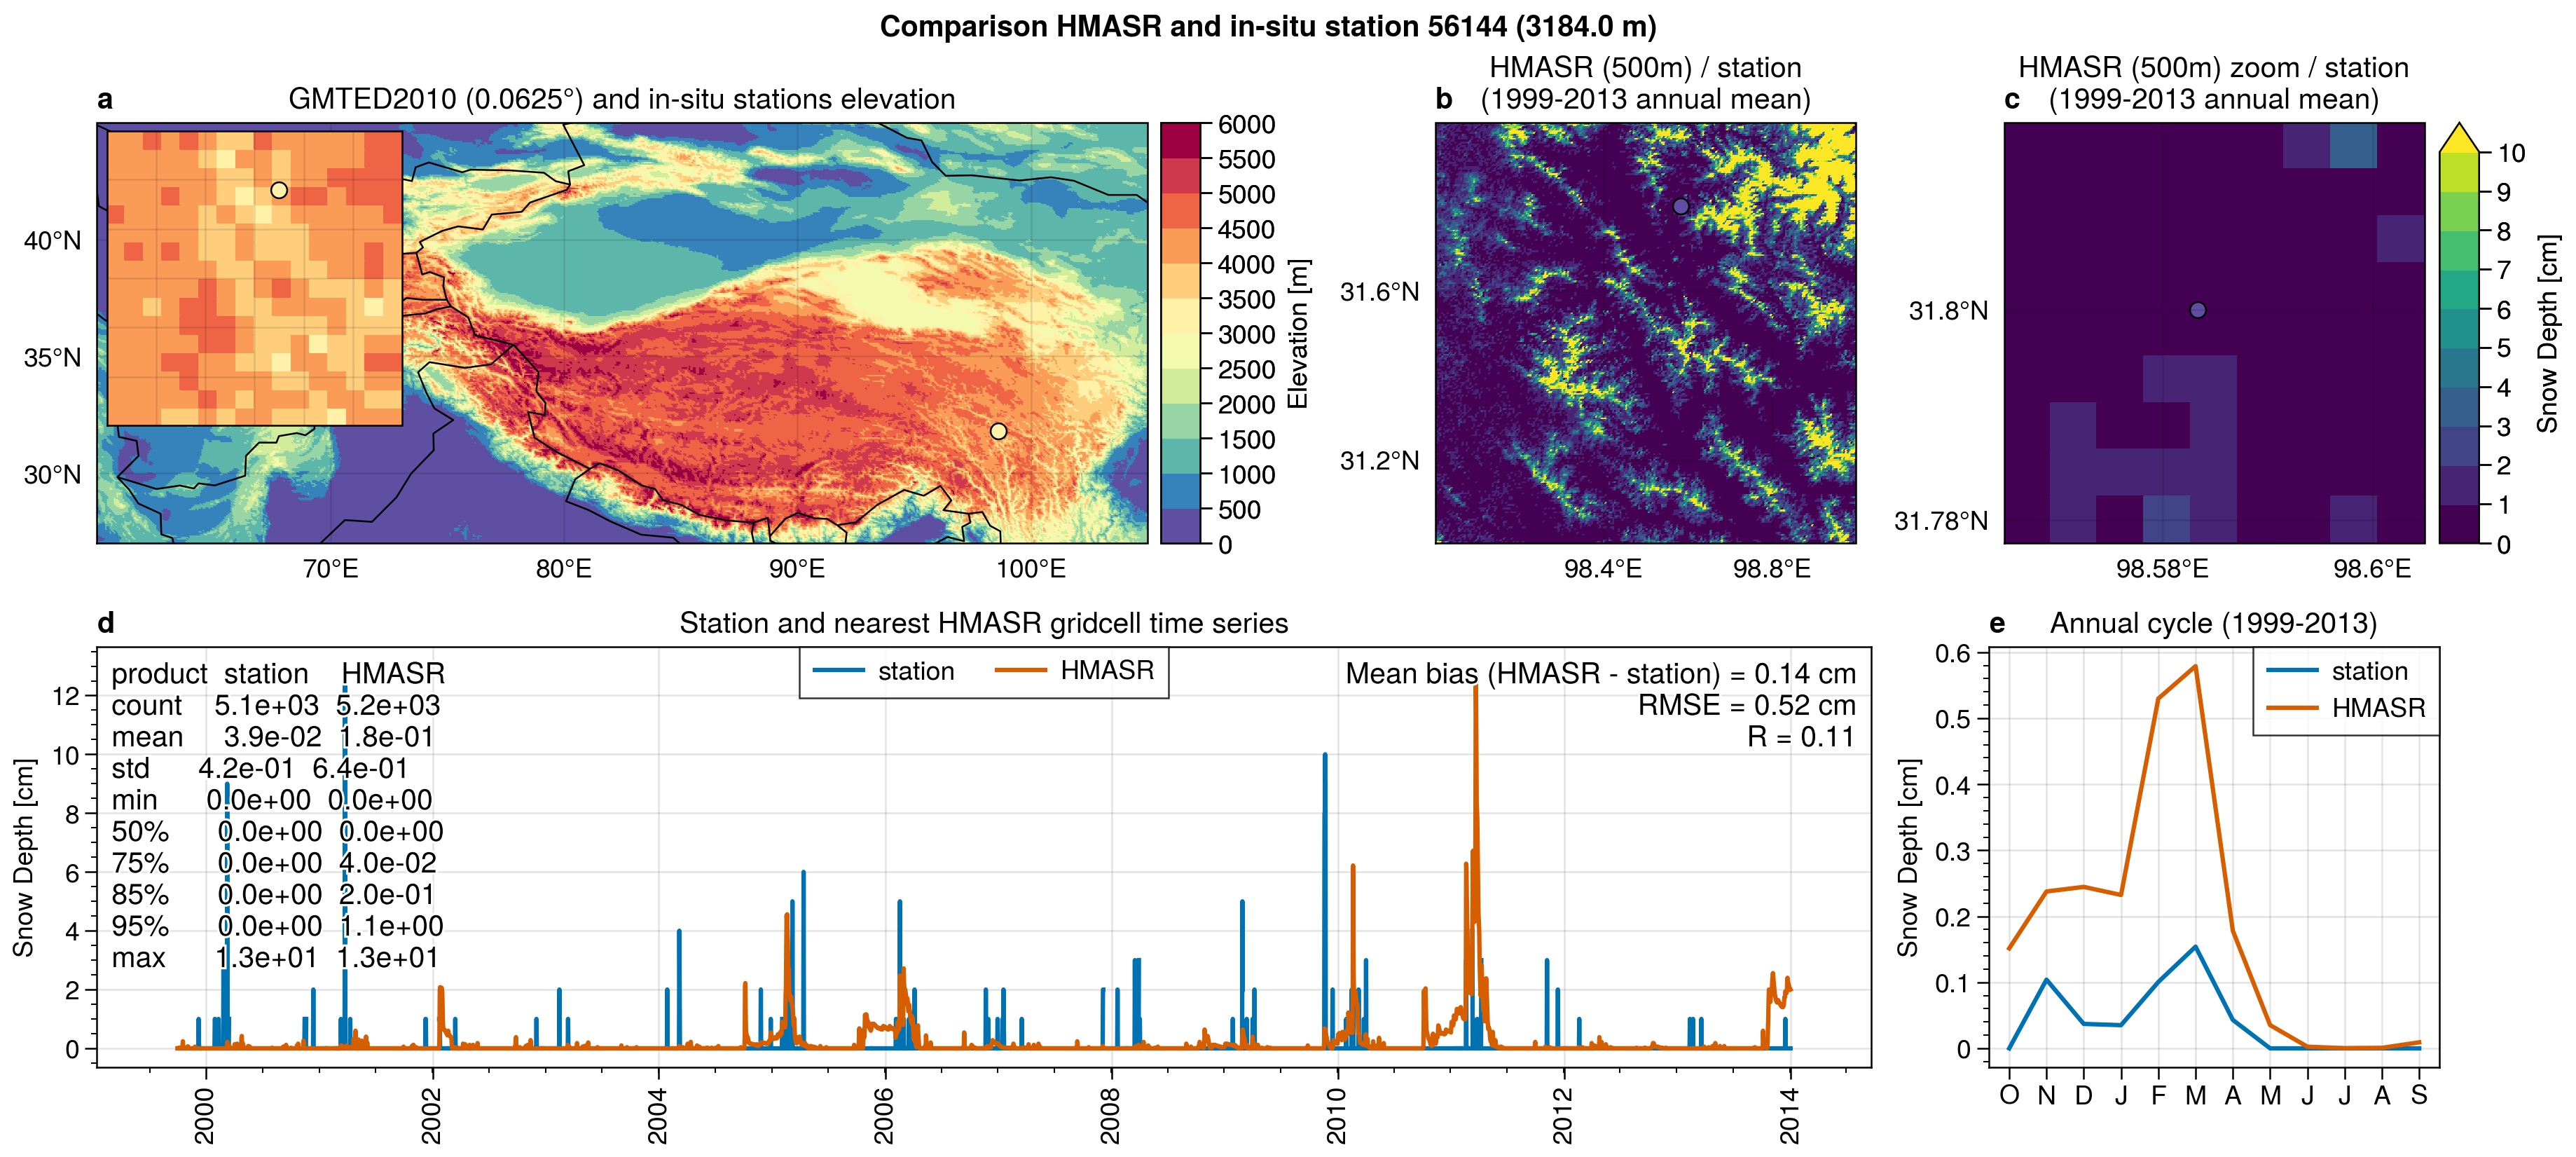 Comparison HMASR and in-situ station 56144 (3184.0 m)
a GMTED2010 (0.0625°) and in-situ stations elevation
40°N
35°N
30°N
70°E 80°E 90°E 100°E
6000
5500
5000
4500
4000
3500
3000
2500
2000
1500
1000
500
0
Elevation [m]
HMASR (500m) / station
b (1999-2013 annual mean)
31.6°N
31.2°N
98.4°E 98.8°E
HMASR (500m) zoom / station
c (1999-2013 annual mean)
31.8°N
31.78°N
98.58°E 98.6°E
10
9
8
7
6
5
4
3
2
1
0
Snow Depth [cm]
d Station and nearest HMASR gridcell time series
Snow Depth [cm]
12
10
8
6
4
2
0
product station HMASR
count 5.1e+03 5.2e+03
mean 3.9e-02 1.8e-01
std 4.2e-01 6.4e-01
min 0.0e+00 0.0e+00
50% 0.0e+00 0.0e+00
75% 0.0e+00 4.0e-02
85% 0.0e+00 2.0e-01
95% 0.0e+00 1.1e+00
max 1.3e+01 1.3e+01
station HMASR
Mean bias (HMASR - station) = 0.14 cm
RMSE = 0.52 cm
R = 0.11
2000 2002 2004 2006 2008 2010 2012 2014
e Annual cycle (1999-2013)
Snow Depth [cm]
0.6
0.5
0.4
0.3
0.2
0.1
0
station
HMASR
O N D J F M A M J J A S